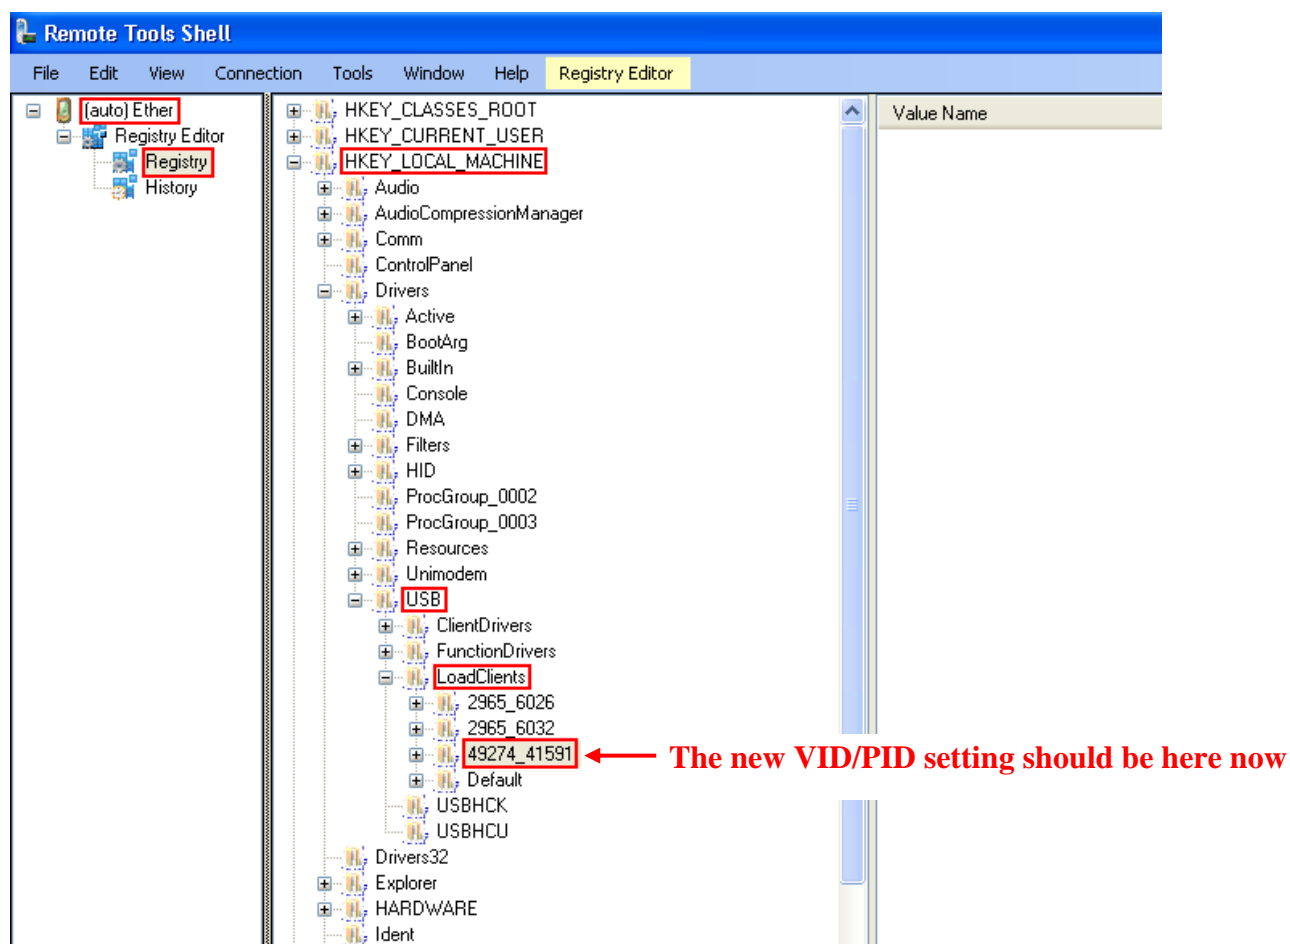 Remote Tools Shell
File Edit View Connection Tools Window Help Registry Editor
(auto) Ether
Registry Editor
Registry
History
HKEY_CLASSES_ROOT
HKEY_CURRENT_USER
HKEY_LOCAL_MACHINE
Audio
AudioCompressionManager
Comm
ControlPanel
Drivers
Active
BootArg
BuiltIn
Console
DMA
Filters
HID
ProcGroup_0002
ProcGroup_0003
Resources
Unimodem
USB
ClientDrivers
FunctionDrivers
LoadClients
2965_6026
2965_6032
49274_41591
Default
USBHCK
USBHCU
Drivers32
Explorer
HARDWARE
Ident
Value Name
The new VID/PID setting should be here now